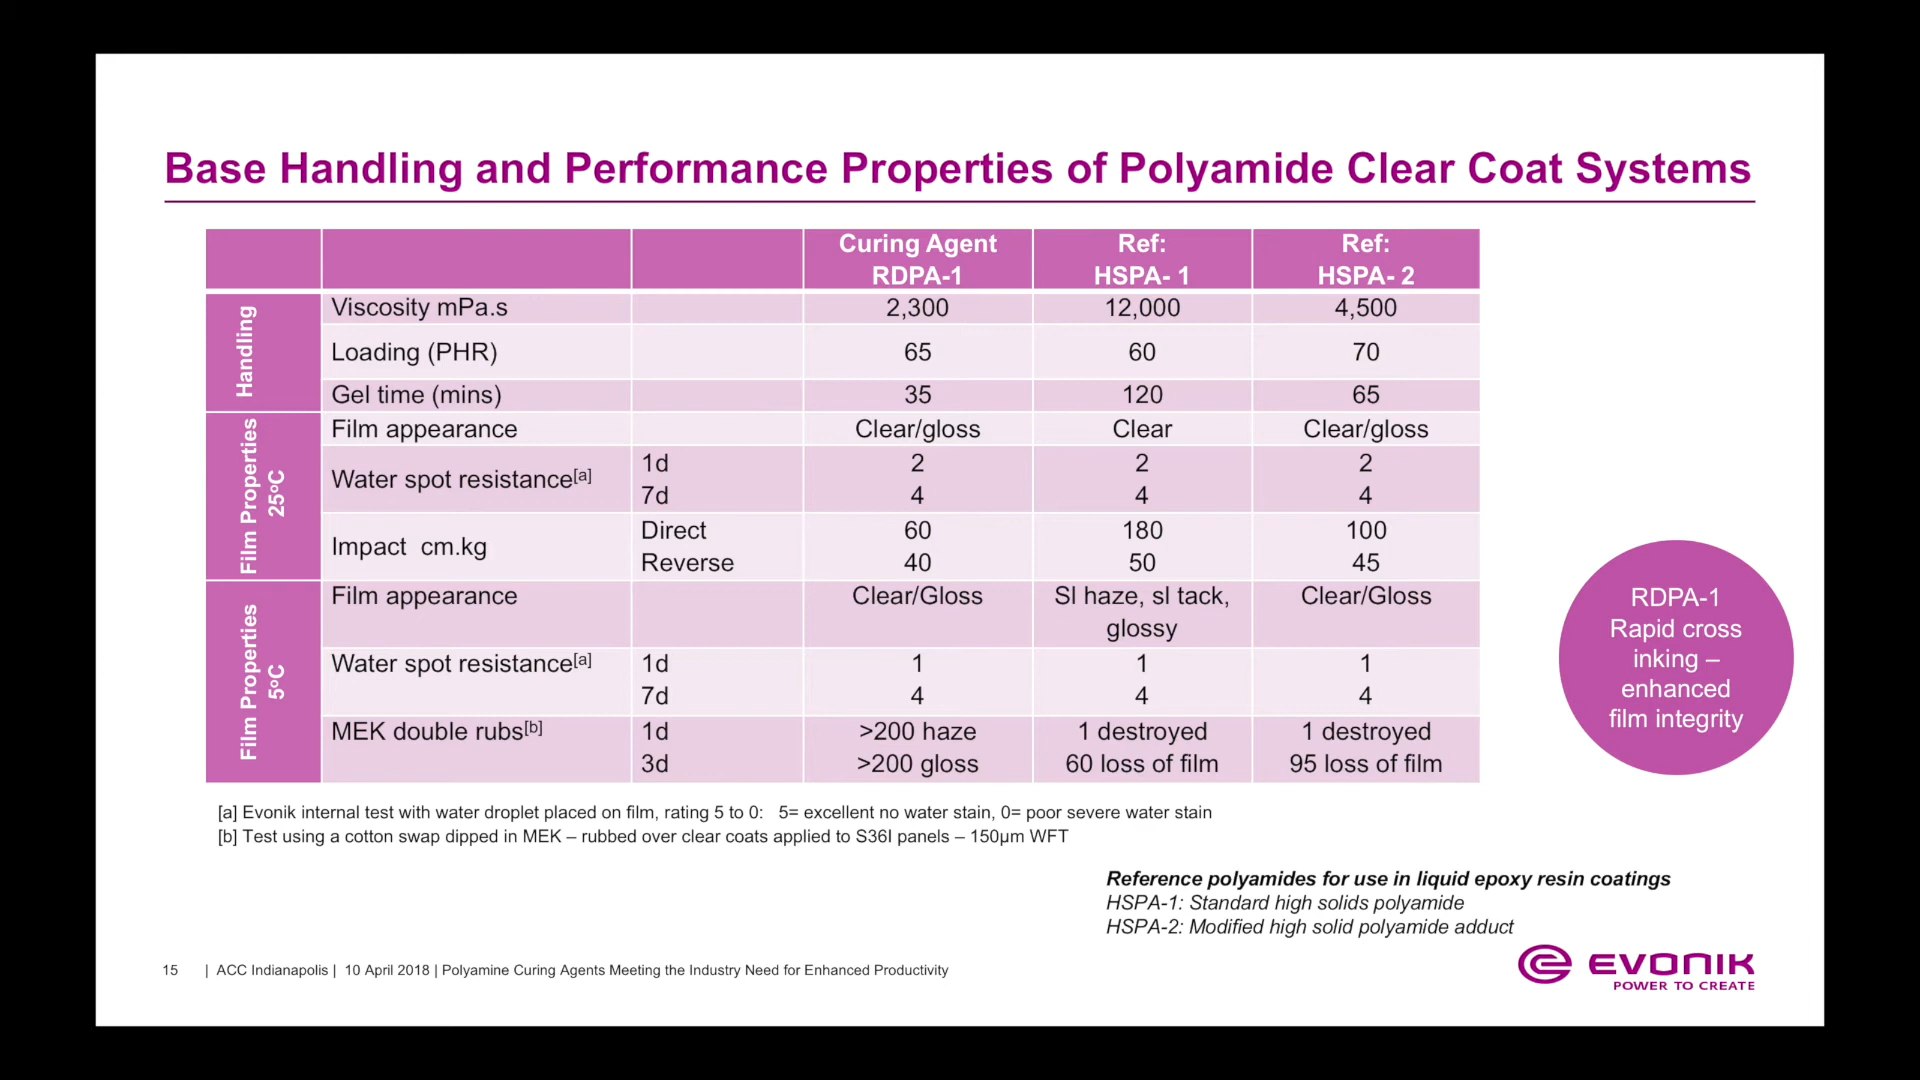 Base Handling and Performance Properties of Polyamide Clear Coat Systems
Curing Agent RDPA-1 Ref: HSPA- 1 Ref: HSPA- 2
Handling
Viscosity mPa.s 2,300 12,000 4,500
Loading (PHR) 65 60 70
Gel time (mins) 35 120 65
Film Properties 25ºC
Film appearance Clear/gloss Clear Clear/gloss
Water spot resistance[a] 1d 2 2 2
7d 4 4 4
Impact cm.kg Direct 60 180 100
Reverse 40 50 45
Film Properties 5ºC
Film appearance Clear/Gloss Sl haze, sl tack, glossy Clear/Gloss
Water spot resistance[a] 1d 1 1 1
7d 4 4 4
MEK double rubs[b] 1d >200 haze 1 destroyed 1 destroyed
3d >200 gloss 60 loss of film 95 loss of film
RDPA-1
Rapid cross
inking –
enhanced
film integrity
[a] Evonik internal test with water droplet placed on film, rating 5 to 0: 5= excellent no water stain, 0= poor severe water stain
[b] Test using a cotton swap dipped in MEK – rubbed over clear coats applied to S36I panels – 150µm WFT
Reference polyamides for use in liquid epoxy resin coatings
HSPA-1: Standard high solids polyamide
HSPA-2: Modified high solid polyamide adduct
15 | ACC Indianapolis | 10 April 2018 | Polyamine Curing Agents Meeting the Industry Need for Enhanced Productivity
EVONIK
POWER TO CREATE